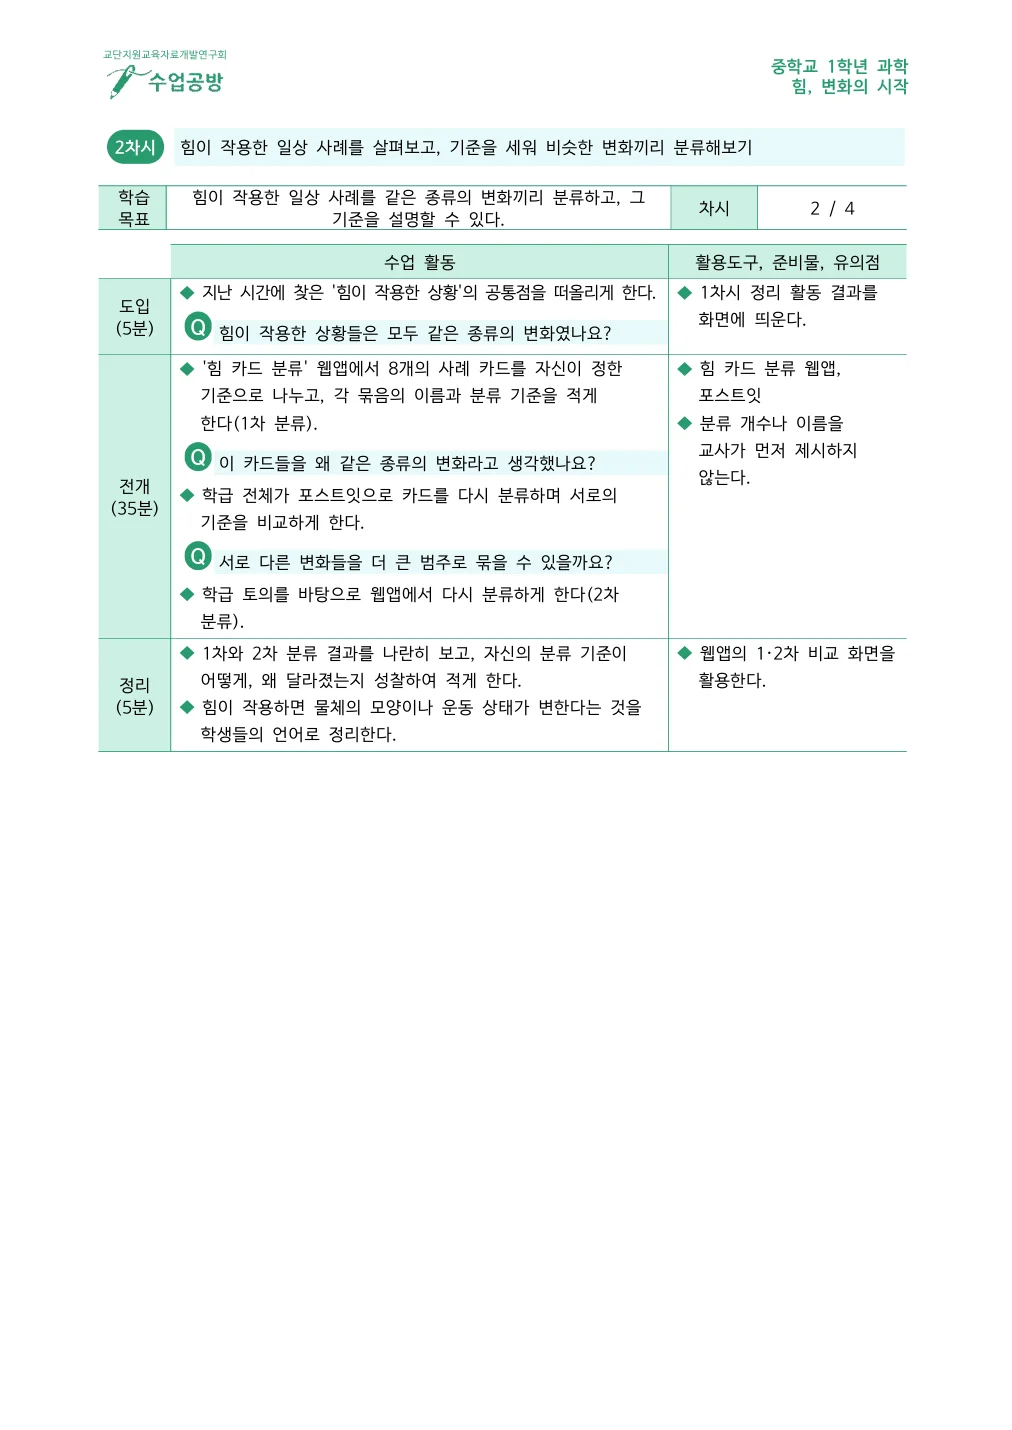 교단지원교육자료개발연구회
수업공방
중학교 1학년 과학
힘, 변화의 시작
2차시
힘이 작용한 일상 사례를 살펴보고, 기준을 세워 비슷한 변화끼리 분류해보기
학습
목표
힘이 작용한 일상 사례를 같은 종류의 변화끼리 분류하고, 그
기준을 설명할 수 있다.
차시
2 / 4
수업 활동
활용도구, 준비물, 유의점
도입
(5분)
◆ 지난 시간에 찾은 '힘이 작용한 상황'의 공통점을 떠올리게 한다.
Q 힘이 작용한 상황들은 모두 같은 종류의 변화였나요?
◆ 1차시 정리 활동 결과를
화면에 띄운다.
전개
(35분)
◆ '힘 카드 분류' 웹앱에서 8개의 사례 카드를 자신이 정한
기준으로 나누고, 각 묶음의 이름과 분류 기준을 적게
한다(1차 분류).
Q 이 카드들을 왜 같은 종류의 변화라고 생각했나요?
◆ 학급 전체가 포스트잇으로 카드를 다시 분류하며 서로의
기준을 비교하게 한다.
Q 서로 다른 변화들을 더 큰 범주로 묶을 수 있을까요?
◆ 학급 토의를 바탕으로 웹앱에서 다시 분류하게 한다(2차
분류).
◆ 힘 카드 분류 웹앱,
포스트잇
◆ 분류 개수나 이름을
교사가 먼저 제시하지
않는다.
정리
(5분)
◆ 1차와 2차 분류 결과를 나란히 보고, 자신의 분류 기준이
어떻게, 왜 달라졌는지 성찰하여 적게 한다.
◆ 힘이 작용하면 물체의 모양이나 운동 상태가 변한다는 것을
학생들의 언어로 정리한다.
◆ 웹앱의 1·2차 비교 화면을
활용한다.